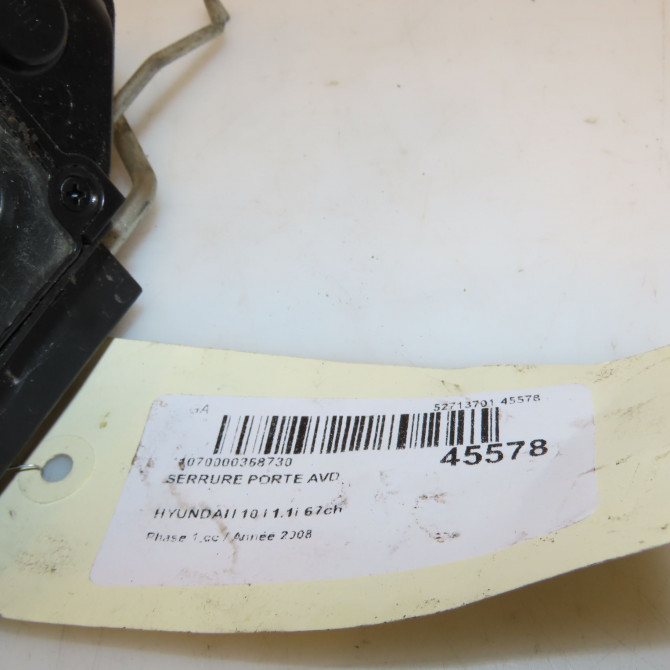 52713701 45578
45578
1070000368730
SERRURE PORTE AVD
HYUNDAI I 10 I 1.1i 67ch
Phase 1,cc / Année 2008